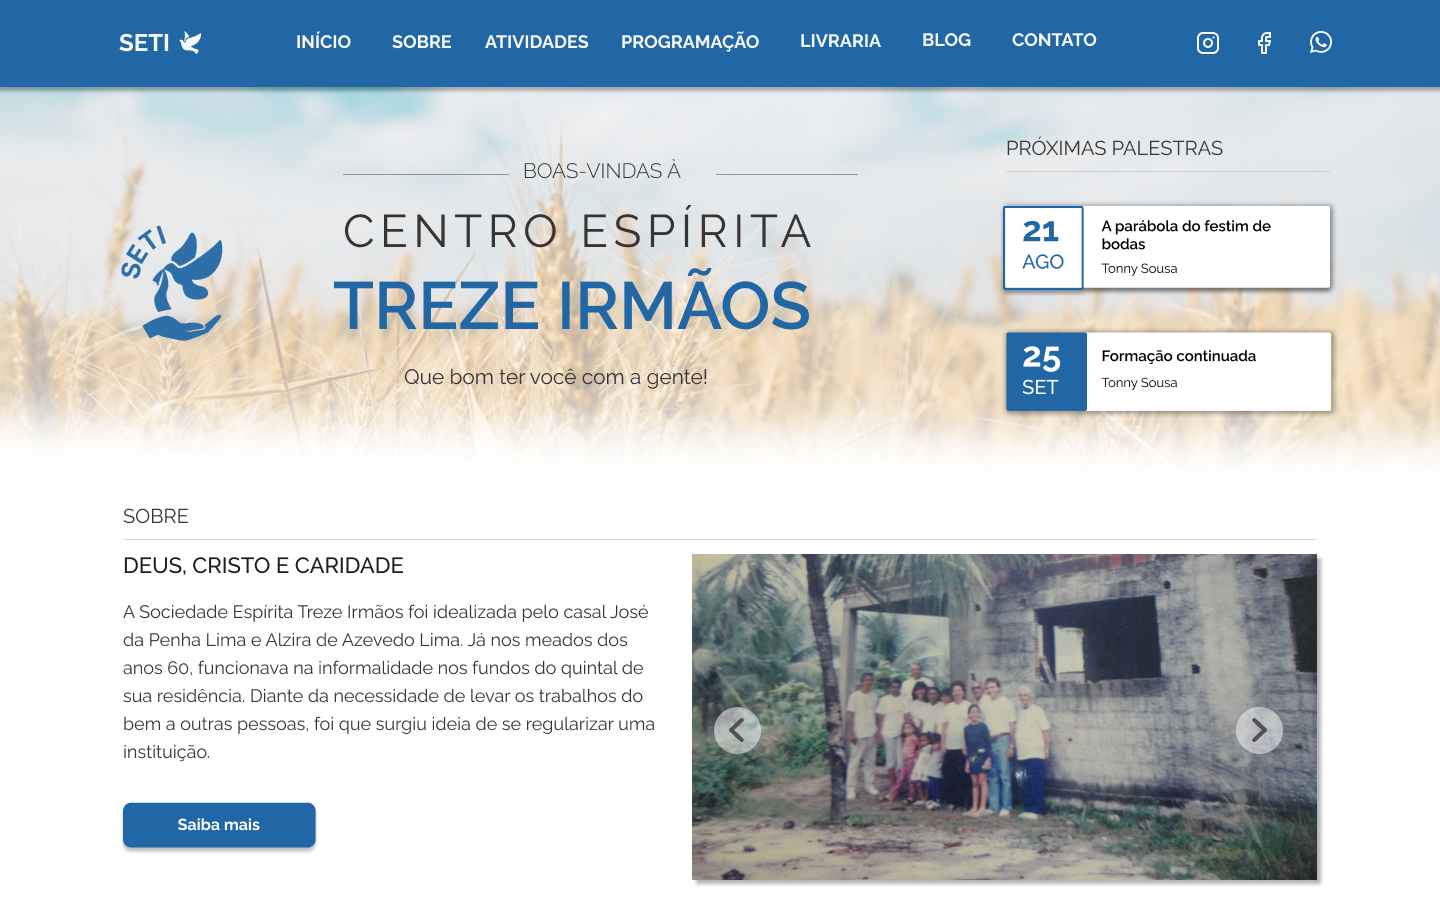 SETI
INÍCIO
SOBRE
ATIVIDADES
PROGRAMAÇÃO
LIVRARIA
BLOG
CONTATO
BOAS-VINDAS À
CENTRO ESPÍRITA
TREZE IRMÃOS
Que bom ter você com a gente!
SETI
PRÓXIMAS PALESTRAS
21
AGO
A parábola do festim de
bodas
Tonny Sousa
25
SET
Formação continuada
Tonny Sousa
SOBRE
DEUS, CRISTO E CARIDADE
A Sociedade Espírita Treze Irmãos foi idealizada pelo casal José
da Penha Lima e Alzira de Azevedo Lima. Já nos meados dos
anos 60, funcionava na informalidade nos fundos do quintal de
sua residência. Diante da necessidade de levar os trabalhos do
bem a outras pessoas, foi que surgiu ideia de se regularizar uma
instituição.
Saiba mais